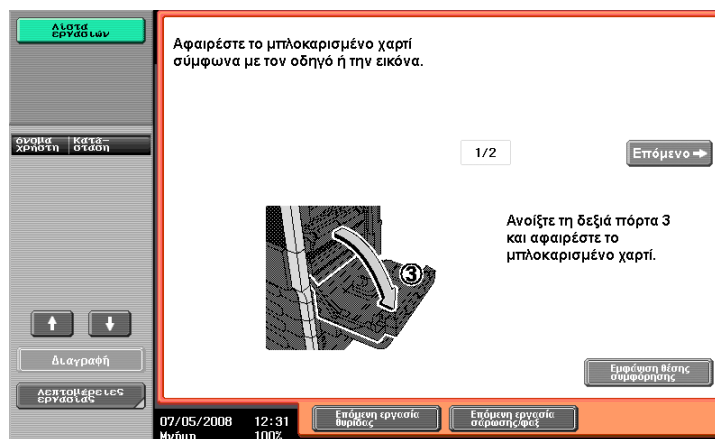 Λίστα
εργασιών
Αφαιρέστε το μπλοκαρισμένο χαρτί
σύμφωνα με τον οδηγό ή την εικόνα.
όνομα
χρήστη
Κατά-
σταση
1/2
Επόμενο
Ανοίξτε τη δεξιά πόρτα 3
και αφαιρέστε το
μπλοκαρισμένο χαρτί.
3
Διαγραφή
Εμφάνιση θέσης
συμφόρησης
Λεπτομέρειες
εργασίας
07/05/2008 12:31
Μνήμη 100%
Επόμενη εργασία
θυρίδας
Επόμενη εργασία
σάρωσης/φαξ